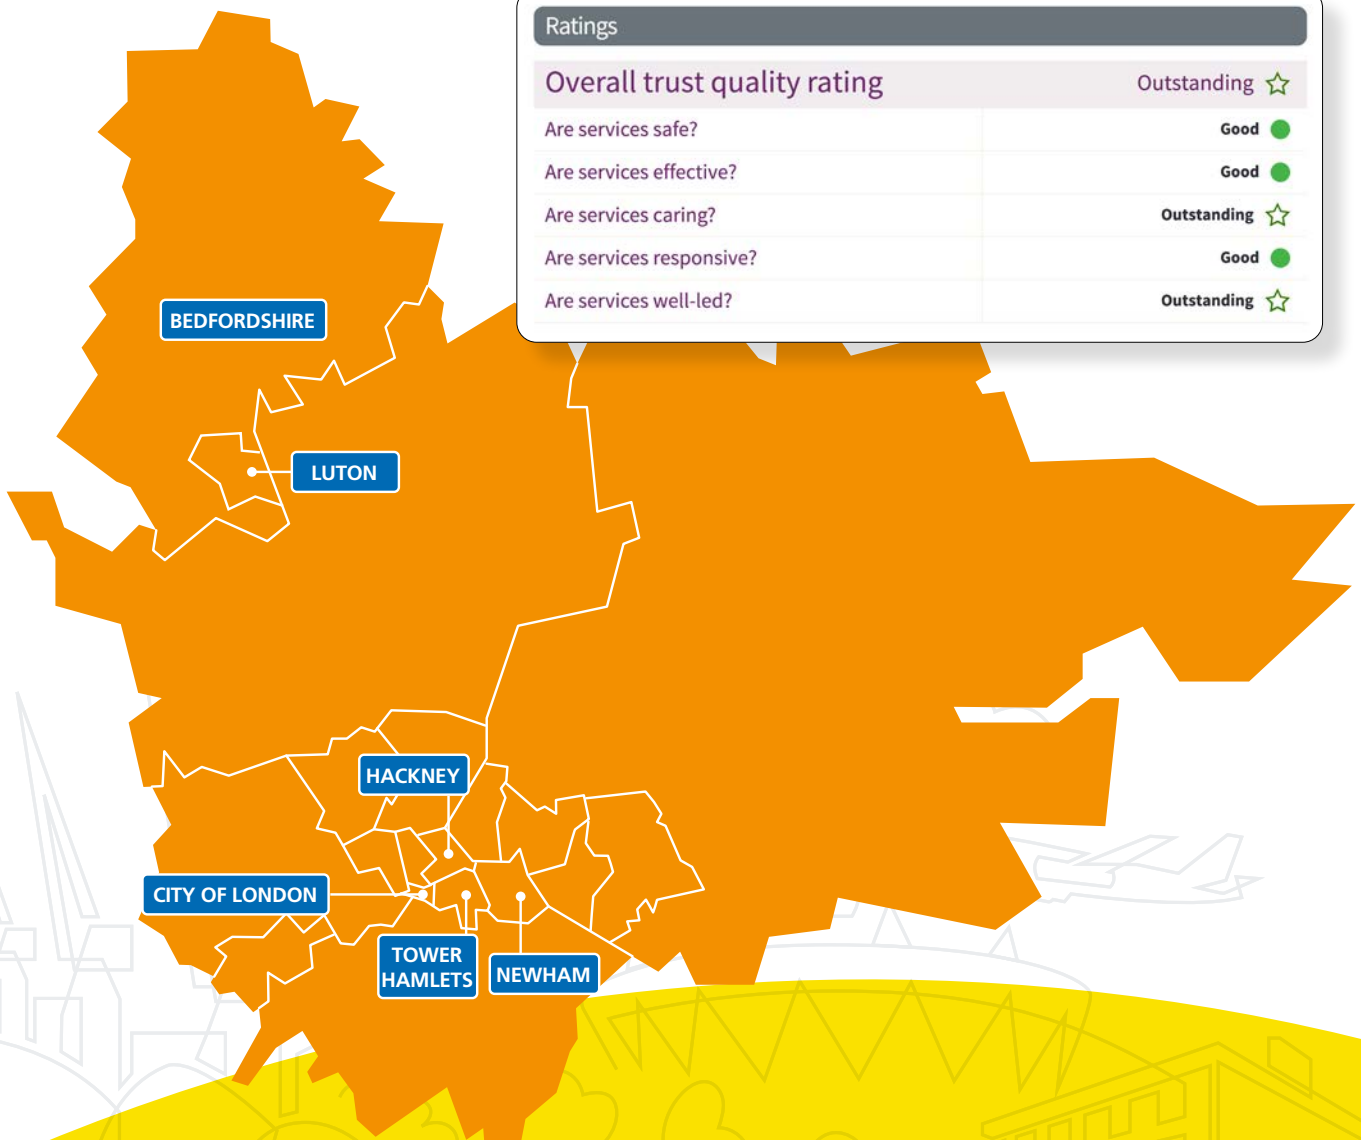 Ratings
Overall trust quality rating Outstanding
Are services safe? Good
Are services effective? Good
Are services caring? Outstanding
Are services responsive? Good
Are services well-led? Outstanding
BEDFORDSHIRE
LUTON
HACKNEY
CITY OF LONDON
TOWER
HAMLETS
NEWHAM